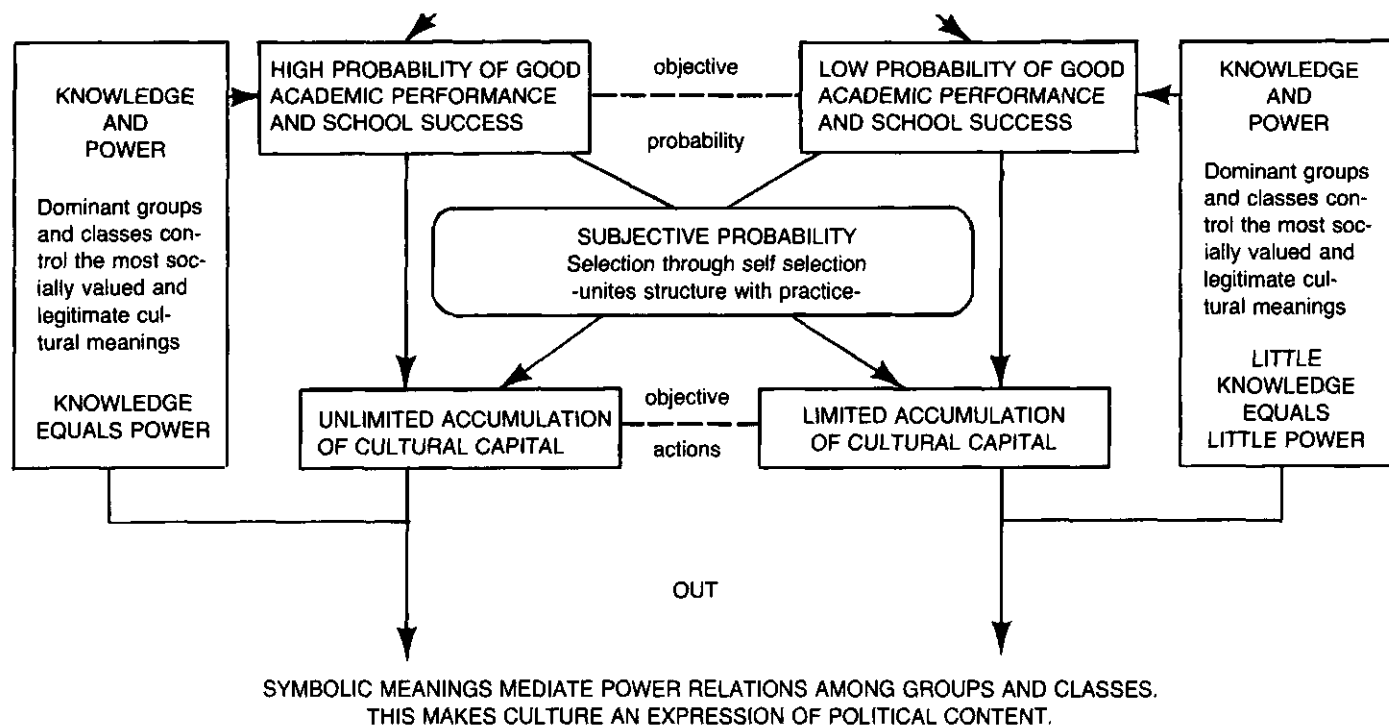 KNOWLEDGE
AND
POWER
Dominant groups
and classes con-
trol the most soc-
ially valued and
legitimate cul-
tural meanings
KNOWLEDGE
EQUALS POWER
HIGH PROBABILITY OF GOOD
ACADEMIC PERFORMANCE
AND SCHOOL SUCCESS
objective
probability
LOW PROBABILITY OF GOOD
ACADEMIC PERFORMANCE
AND SCHOOL SUCCESS
KNOWLEDGE
AND
POWER
Dominant groups
and classes con-
trol the most soc-
ially valued and
legitimate cul-
tural meanings
LITTLE
KNOWLEDGE
EQUALS
LITTLE POWER
SUBJECTIVE PROBABILITY
Selection through self selection
-unites structure with practice-
UNLIMITED ACCUMULATION
OF CULTURAL CAPITAL
objective
actions
LIMITED ACCUMULATION
OF CULTURAL CAPITAL
OUT
SYMBOLIC MEANINGS MEDIATE POWER RELATIONS AMONG GROUPS AND CLASSES.
THIS MAKES CULTURE AN EXPRESSION OF POLITICAL CONTENT.